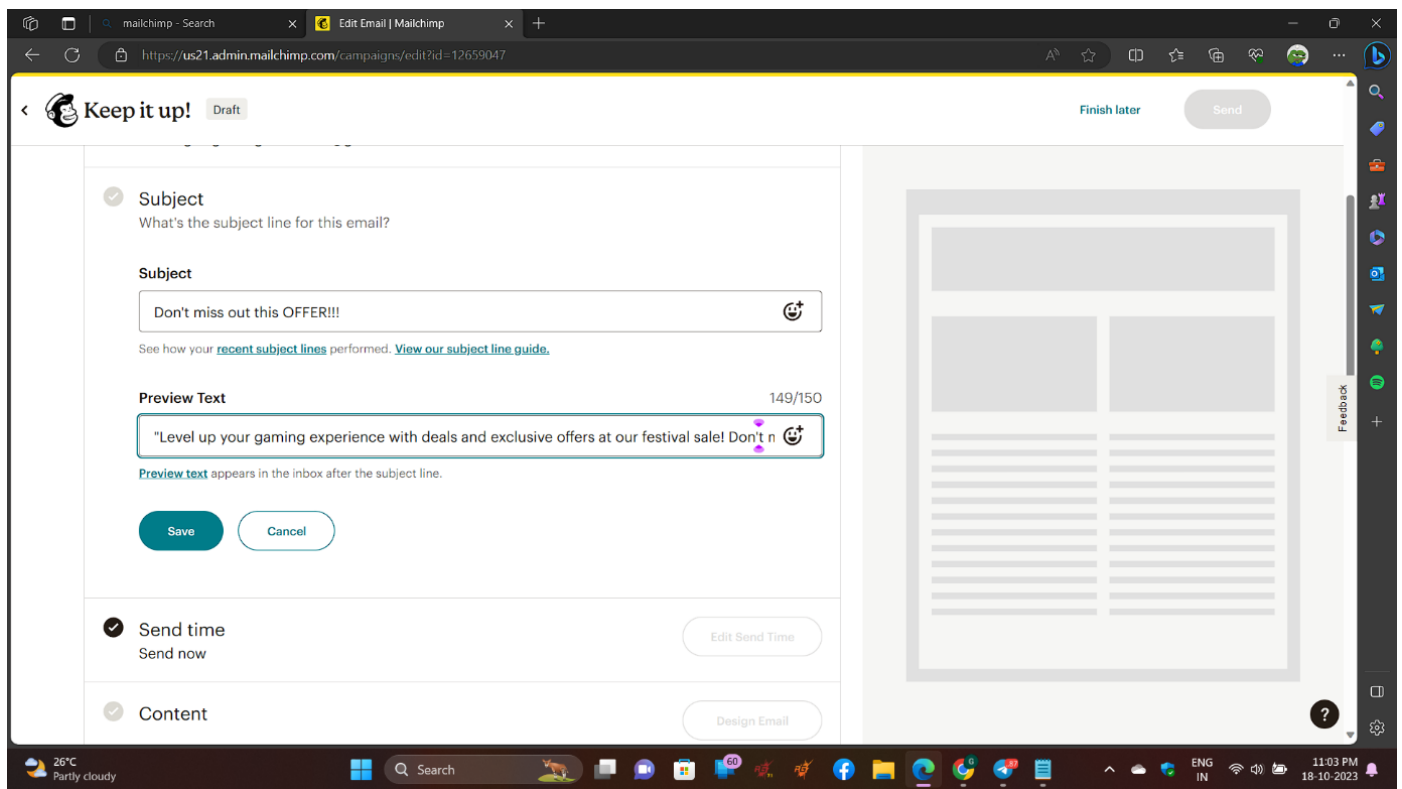 mailchimp - Search
Edit Email | Mailchimp
https://us21.admin.mailchimp.com/campaigns/edit?id=12659047
Keep it up!
Draft
Finish later
Send
Subject
What's the subject line for this email?
Subject
Don't miss out this OFFER!!!
See how your recent subject lines performed. View our subject line guide.
Preview Text
149/150
"Level up your gaming experience with deals and exclusive offers at our festival sale! Don't n
Preview text appears in the inbox after the subject line.
Save
Cancel
Send time
Send now
Edit Send Time
Content
Design Email
Feedback
?
26°C
Partly cloudy
Search
60
ENG
IN
11:03 PM
18-10-2023